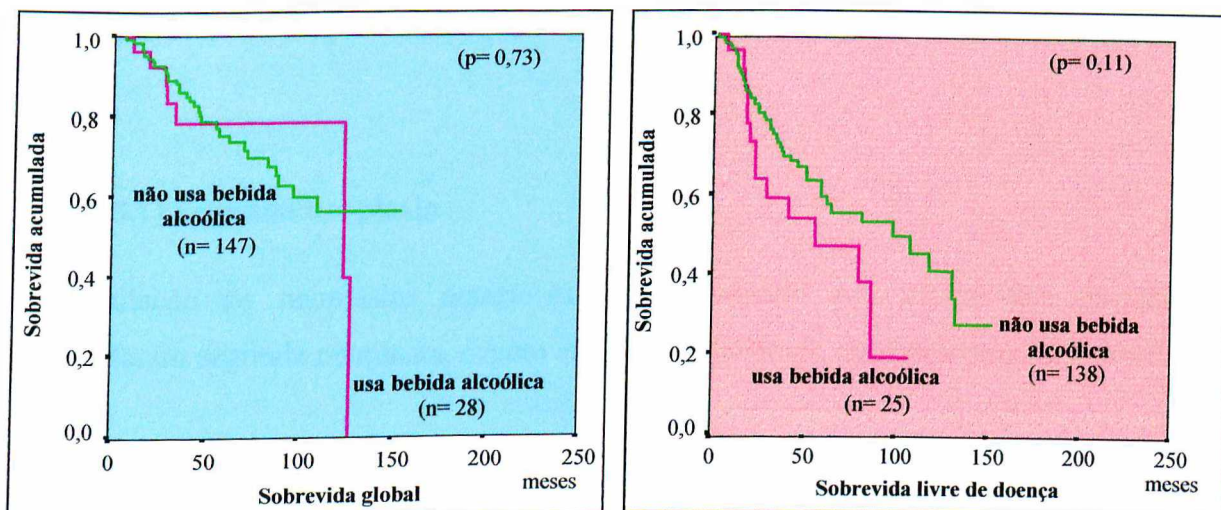 1,0
0,8
0,6
0,4
0,2
0,0
Sobrevida acumulada
(p= 0,73)
não usa bebida
alcoólica
(n= 147)
usa bebida alcoólica
(n= 28)
0 50 100 150 200 250
meses
Sobrevida global
1,0
0,8
0,6
0,4
0,2
0,0
Sobrevida acumulada
(p= 0,11)
não usa bebida
alcoólica
(n= 138)
usa bebida alcoólica
(n= 25)
0 50 100 150 200 250
meses
Sobrevida livre de doença